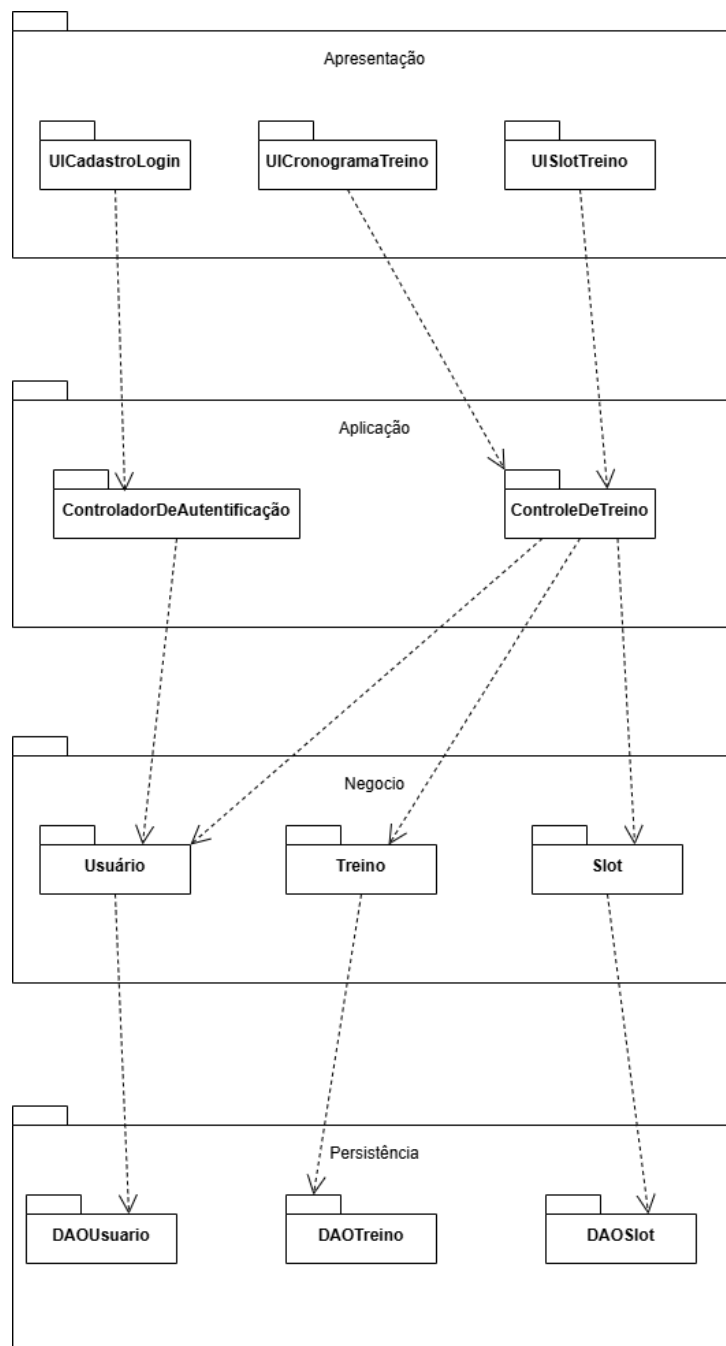 Apresentação
UICadastroLogin
UICronogramaTreino
UISlotTreino
Aplicação
ControladorDeAutentificação
ControleDeTreino
Negocio
Usuário
Treino
Slot
Persistência
DAOUsuario
DAOTreino
DAOSlot